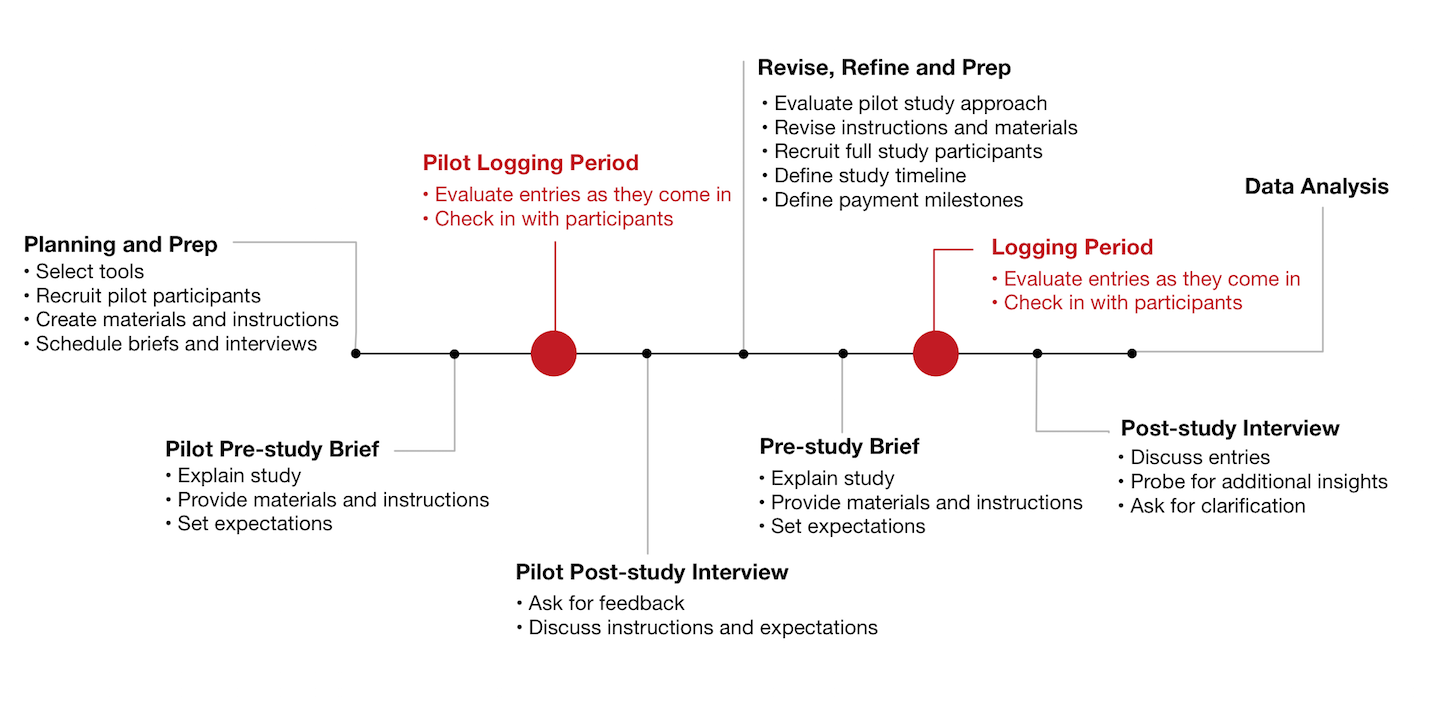 Planning and Prep
• Select tools
• Recruit pilot participants
• Create materials and instructions
• Schedule briefs and interviews
Pilot Pre-study Brief
• Explain study
• Provide materials and instructions
• Set expectations
Pilot Logging Period
• Evaluate entries as they come in
• Check in with participants
Pilot Post-study Interview
• Ask for feedback
• Discuss instructions and expectations
Revise, Refine and Prep
• Evaluate pilot study approach
• Revise instructions and materials
• Recruit full study participants
• Define study timeline
• Define payment milestones
Pre-study Brief
• Explain study
• Provide materials and instructions
• Set expectations
Logging Period
• Evaluate entries as they come in
• Check in with participants
Post-study Interview
• Discuss entries
• Probe for additional insights
• Ask for clarification
Data Analysis